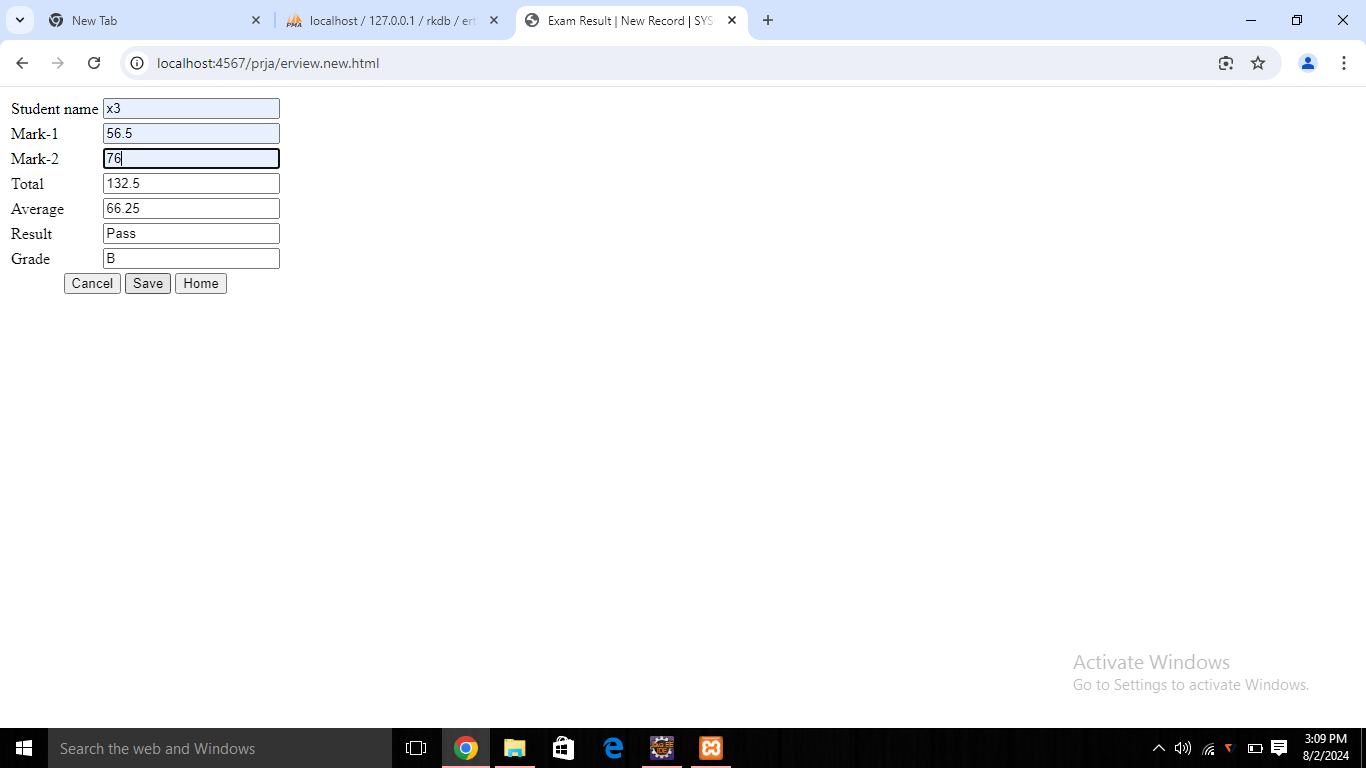 New Tab
localhost / 127.0.0.1 / rkdb / ert
Exam Result | New Record | SYS
localhost:4567/prja/erview.new.html
Student name x3
Mark-1 56.5
Mark-2 76
Total 132.5
Average 66.25
Result Pass
Grade B
Cancel Save Home
Activate Windows
Go to Settings to activate Windows.
Search the web and Windows
3:09 PM
8/2/2024